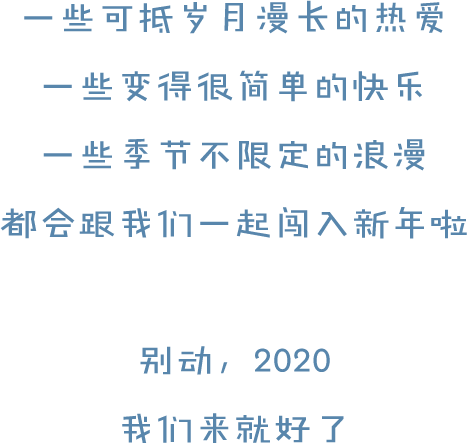 一些可抵岁月漫长的热爱
一些变得很简单的快乐
一些季节不限定的浪漫
都会跟我们一起闯入新年啦
别动，2020
我们来就好了